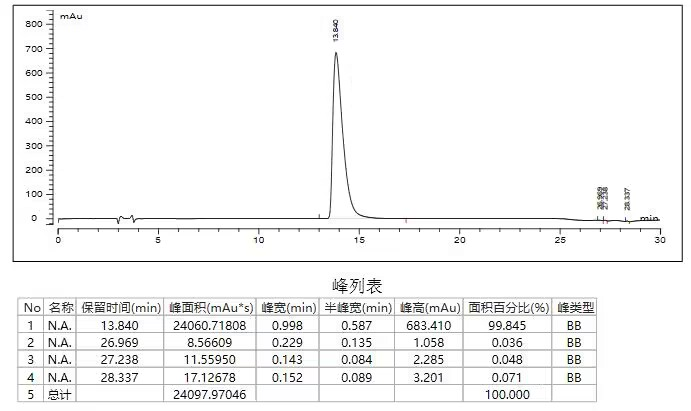 mAu
800
700
600
500
400
300
200
100
0
13.840
26.969
27.238
28.337
min
0 5 10 15 20 25 30
峰列表
No 名称 保留时间(min) 峰面积(mAu*s) 峰宽(min) 半峰宽(min) 峰高(mAu) 面积百分比(%) 峰类型
1 N.A. 13.840 24060.71808 0.998 0.587 683.410 99.845 BB
2 N.A. 26.969 8.56609 0.229 0.135 1.058 0.036 BB
3 N.A. 27.238 11.55950 0.143 0.084 2.285 0.048 BB
4 N.A. 28.337 17.12678 0.152 0.089 3.201 0.071 BB
5 总计 24097.97046 100.000